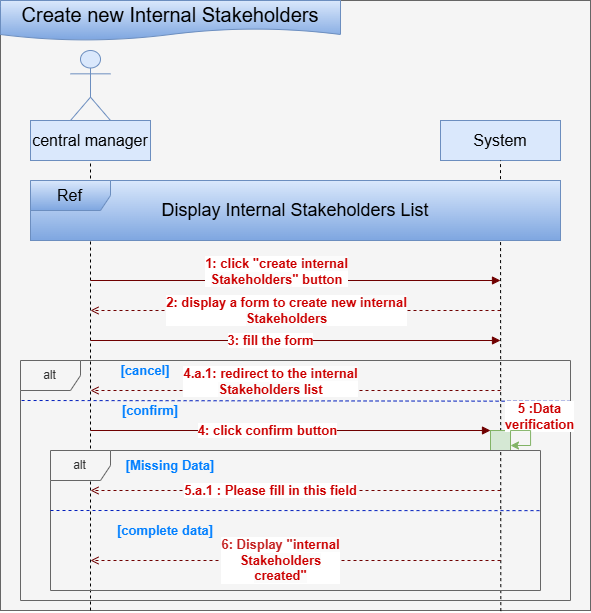 Create new Internal Stakeholders
central manager
System
Ref
Display Internal Stakeholders List
1: click "create internal
Stakeholders" button
2: display a form to create new internal
Stakeholders
3: fill the form
alt
[cancel]
4.a.1: redirect to the internal
Stakeholders list
[confirm]
5 :Data
verification
4: click confirm button
alt
[Missing Data]
5.a.1 : Please fill in this field
[complete data]
6: Display "internal
Stakeholders
created"